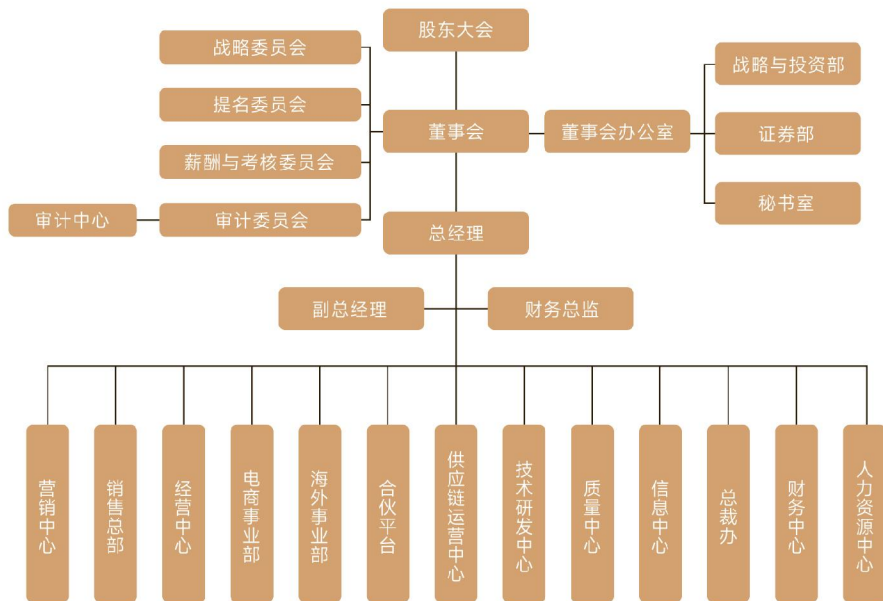 股东大会
战略委员会
提名委员会
薪酬与考核委员会
审计委员会
审计中心
董事会
董事会办公室
战略与投资部
证券部
秘书室
总经理
副总经理
财务总监
营销中心
销售总部
经营中心
电商事业部
海外事业部
合伙平台
供应链运营中心
技术研发中心
质量中心
信息中心
总裁办
财务中心
人力资源中心